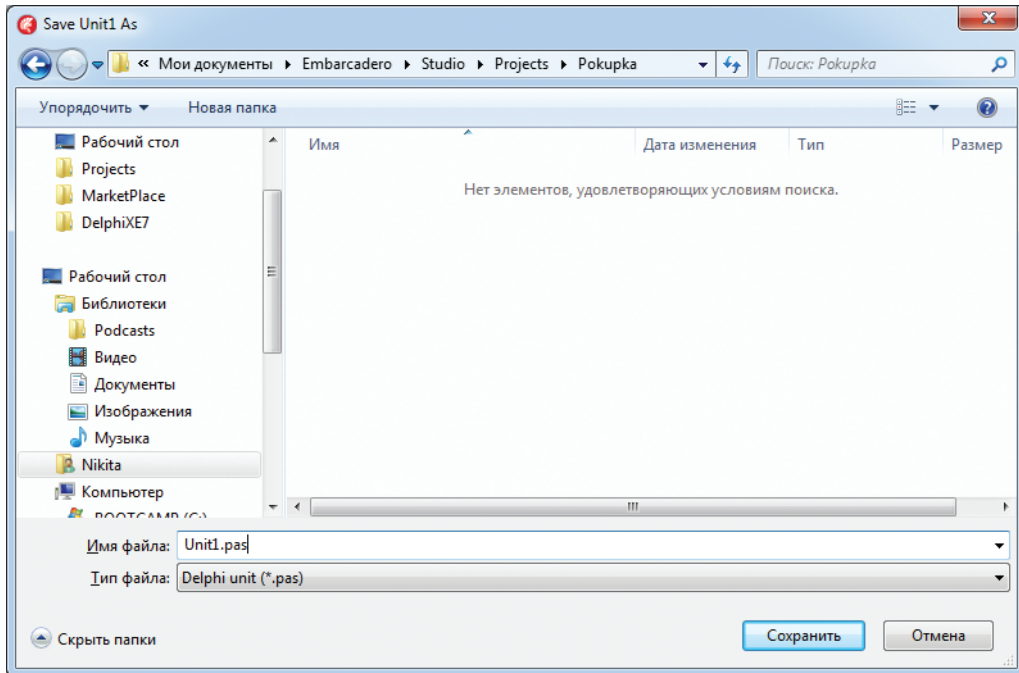 Save Unit1 As
« Мои документы Embarcadero Studio Projects Pokupka Поиск: Pokupka
Упорядочить Новая папка
Рабочий стол
Projects
MarketPlace
DelphiXE7
Рабочий стол
Библиотеки
Podcasts
Видео
Документы
Изображения
Музыка
Nikita
Компьютер
BOOTCAMP (C:)
Имя Дата изменения Тип Размер
Нет элементов, удовлетворяющих условиям поиска.
Имя файла: Unit1.pas
Тип файла: Delphi unit (*.pas)
Скрыть папки Сохранить Отмена